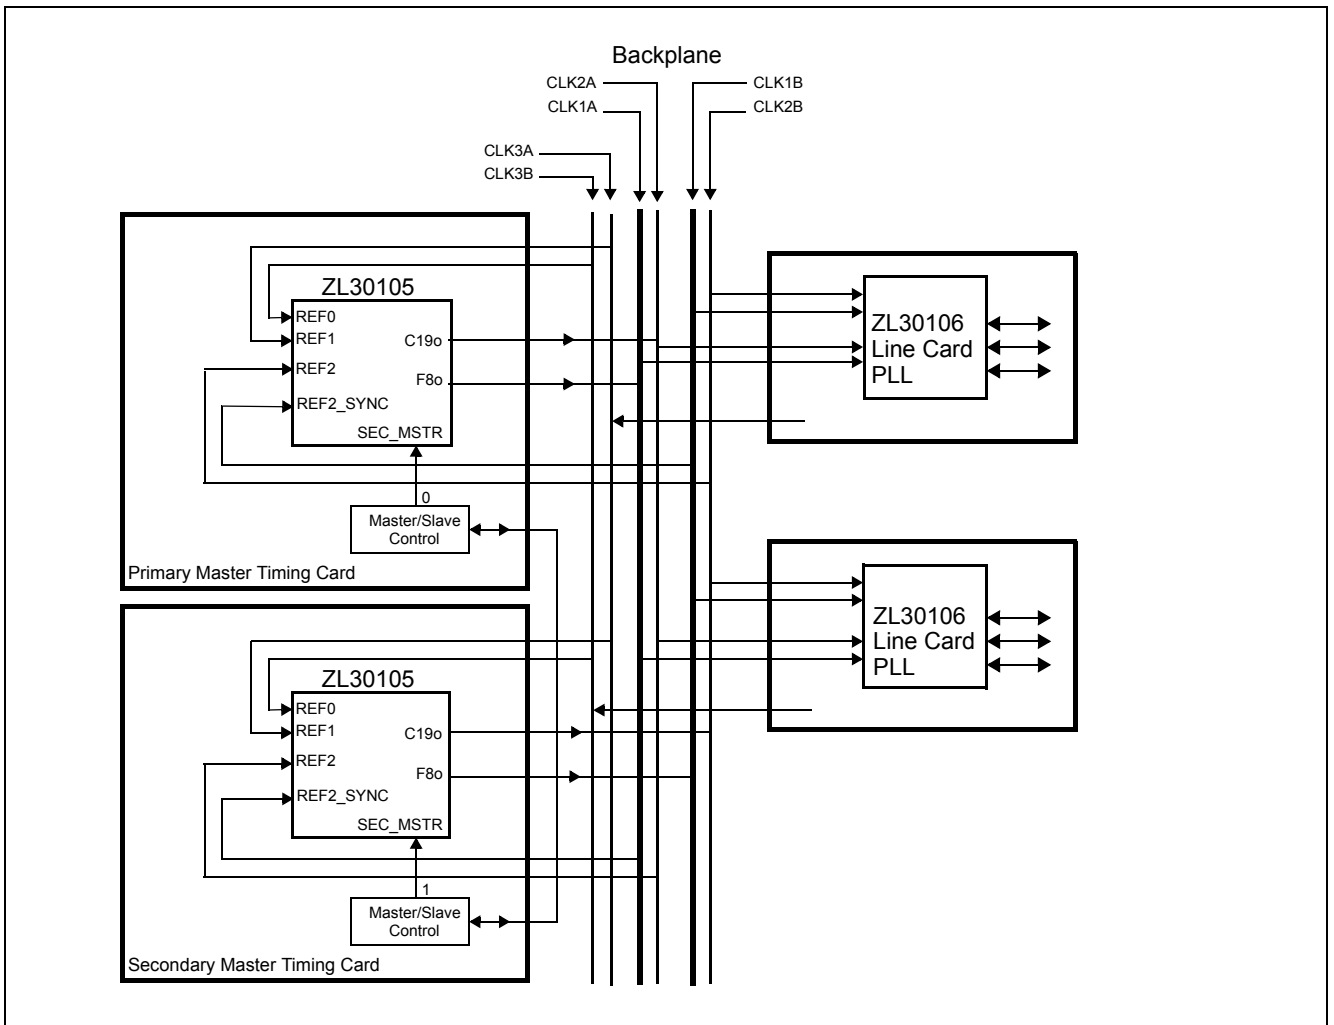 Backplane
CLK2A
CLK1B
CLK1A
CLK2B
CLK3A
CLK3B
ZL30105
REF0
REF1
C19o
REF2
F8o
REF2_SYNC
SEC_MSTR
0
Master/Slave
Control
Primary Master Timing Card
ZL30106
Line Card
PLL
ZL30105
REF0
REF1
C19o
REF2
F8o
REF2_SYNC
SEC_MSTR
1
Master/Slave
Control
Secondary Master Timing Card
ZL30106
Line Card
PLL